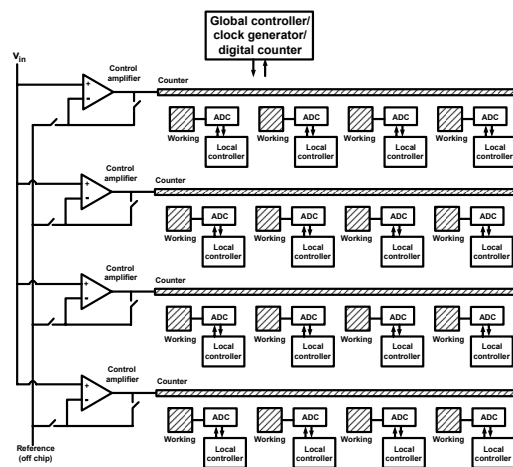 Global controller/
clock generator/
digital counter
Vin
Control
amplifier
+
-
Counter
ADC
ADC
ADC
ADC
Working
Working
Working
Working
Local
controller
Local
controller
Local
controller
Local
controller
Control
amplifier
+
-
Counter
ADC
ADC
ADC
ADC
Working
Working
Working
Working
Local
controller
Local
controller
Local
controller
Local
controller
Control
amplifier
+
-
Counter
ADC
ADC
ADC
ADC
Working
Working
Working
Working
Local
controller
Local
controller
Local
controller
Local
controller
Control
amplifier
+
-
Counter
ADC
ADC
ADC
ADC
Working
Working
Working
Working
Local
controller
Local
controller
Local
controller
Local
controller
Reference
(off chip)